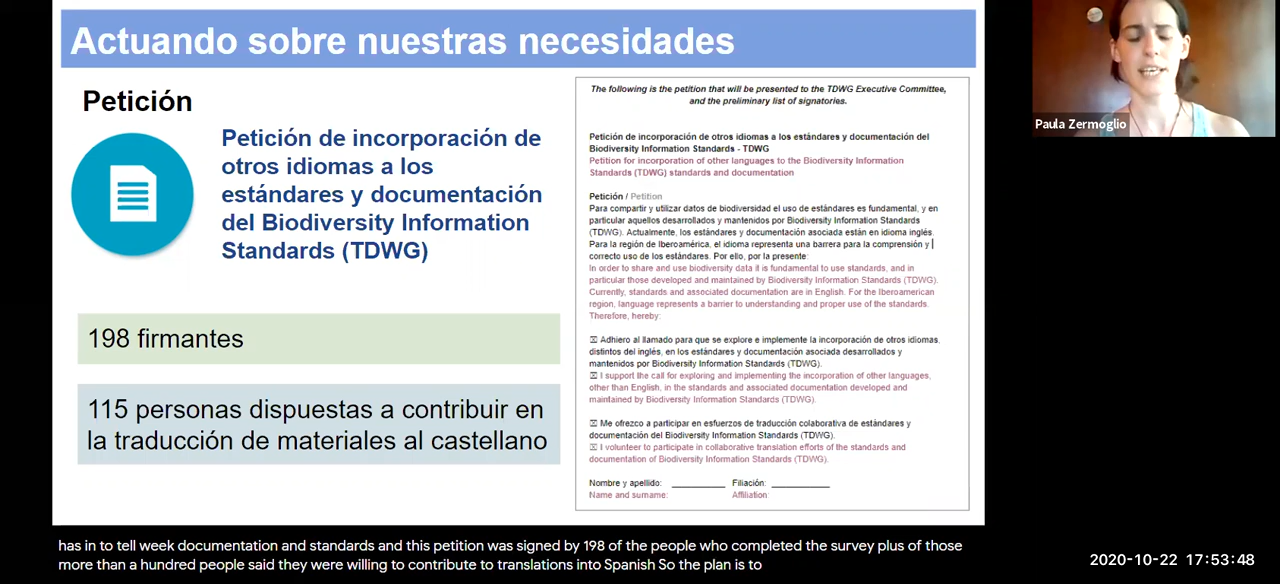 Actuando sobre nuestras necesidades
Petición
Petición de incorporación de
otros idiomas a los
estándares y documentación
del Biodiversity Information
Standards (TDWG)
198 firmantes
115 personas dispuestas a contribuir en
la traducción de materiales al castellano
The following is the petition that will be presented to the TDWG Executive Committee,
and the preliminary list of signatories.
Petición de incorporación de otros idiomas a los estándares y documentación del
Biodiversity Information Standards - TDWG
Petition for incorporation of other languages to the Biodiversity Information
Standards (TDWG) standards and documentation
Petición / Petition
Para compartir y utilizar datos de biodiversidad el uso de estándares es fundamental, y en
particular aquellos desarrollados y mantenidos por Biodiversity Information Standards
(TDWG). Actualmente, los estándares y documentación asociada están en idioma inglés.
Para la región de Iberoamérica, el idioma representa una barrera para la comprensión y
correcto uso de los estándares. Por ello, por la presente:
In order to share and use biodiversity data it is fundamental to use standards, and in
particular those developed and maintained by Biodiversity Information Standards (TDWG).
Currently, standards and associated documentation are in English. For the Iberoamerican
region, language represents a barrier to understanding and proper use of the standards.
Therefore, hereby:
☒ Adhiero al llamado para que se explore e implemente la incorporación de otros idiomas,
distintos del inglés, en los estándares y documentación asociada desarrollados y
mantenidos por Biodiversity Information Standards (TDWG).
☒ I support the call for exploring and implementing the incorporation of other languages,
other than English, in the standards and associated documentation developed and
maintained by Biodiversity Information Standards (TDWG).
☒ Me ofrezco a participar en esfuerzos de traducción colaborativa de estándares y
documentación del Biodiversity Information Standards (TDWG).
☒ I volunteer to participate in collaborative translation efforts of the standards and
documentation of Biodiversity Information Standards (TDWG).
Nombre y apellido: __________ Filiación: __________
Name and surname: Affiliation:
Paula Zermoglio
has in to tell week documentation and standards and this petition was signed by 198 of the people who completed the survey plus of those
more than a hundred people said they were willing to contribute to translations into Spanish So the plan is to
2020-10-22 17:53:48